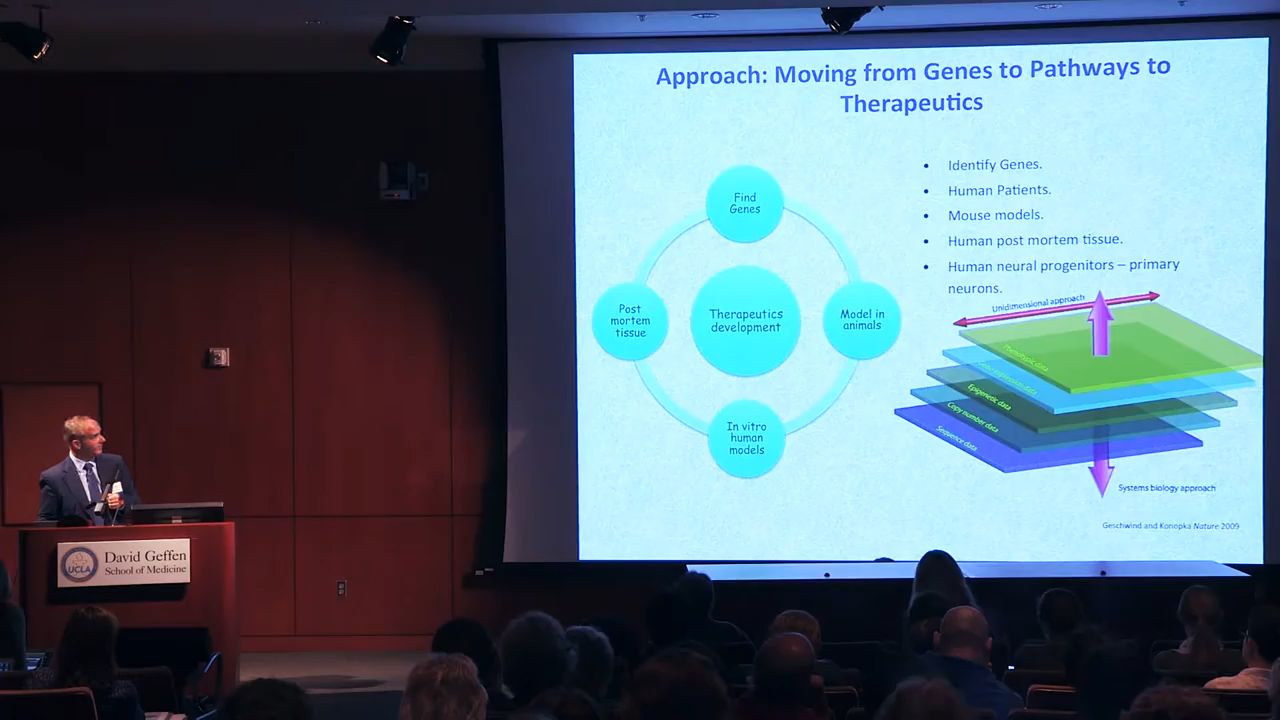 Approach: Moving from Genes to Pathways to
Therapeutics
Find
Genes
Post
mortem
tissue
Therapeutics
development
Model in
animals
In vitro
human
models
• Identify Genes.
• Human Patients.
• Mouse models.
• Human post mortem tissue.
• Human neural progenitors – primary
neurons.
Unidimensional approach
Phenotypic data
Epigenetic data
Copy number data
Sequence data
Systems biology approach
Geschwind and Konopka Nature 2009
UCLA
David Geffen
School of Medicine